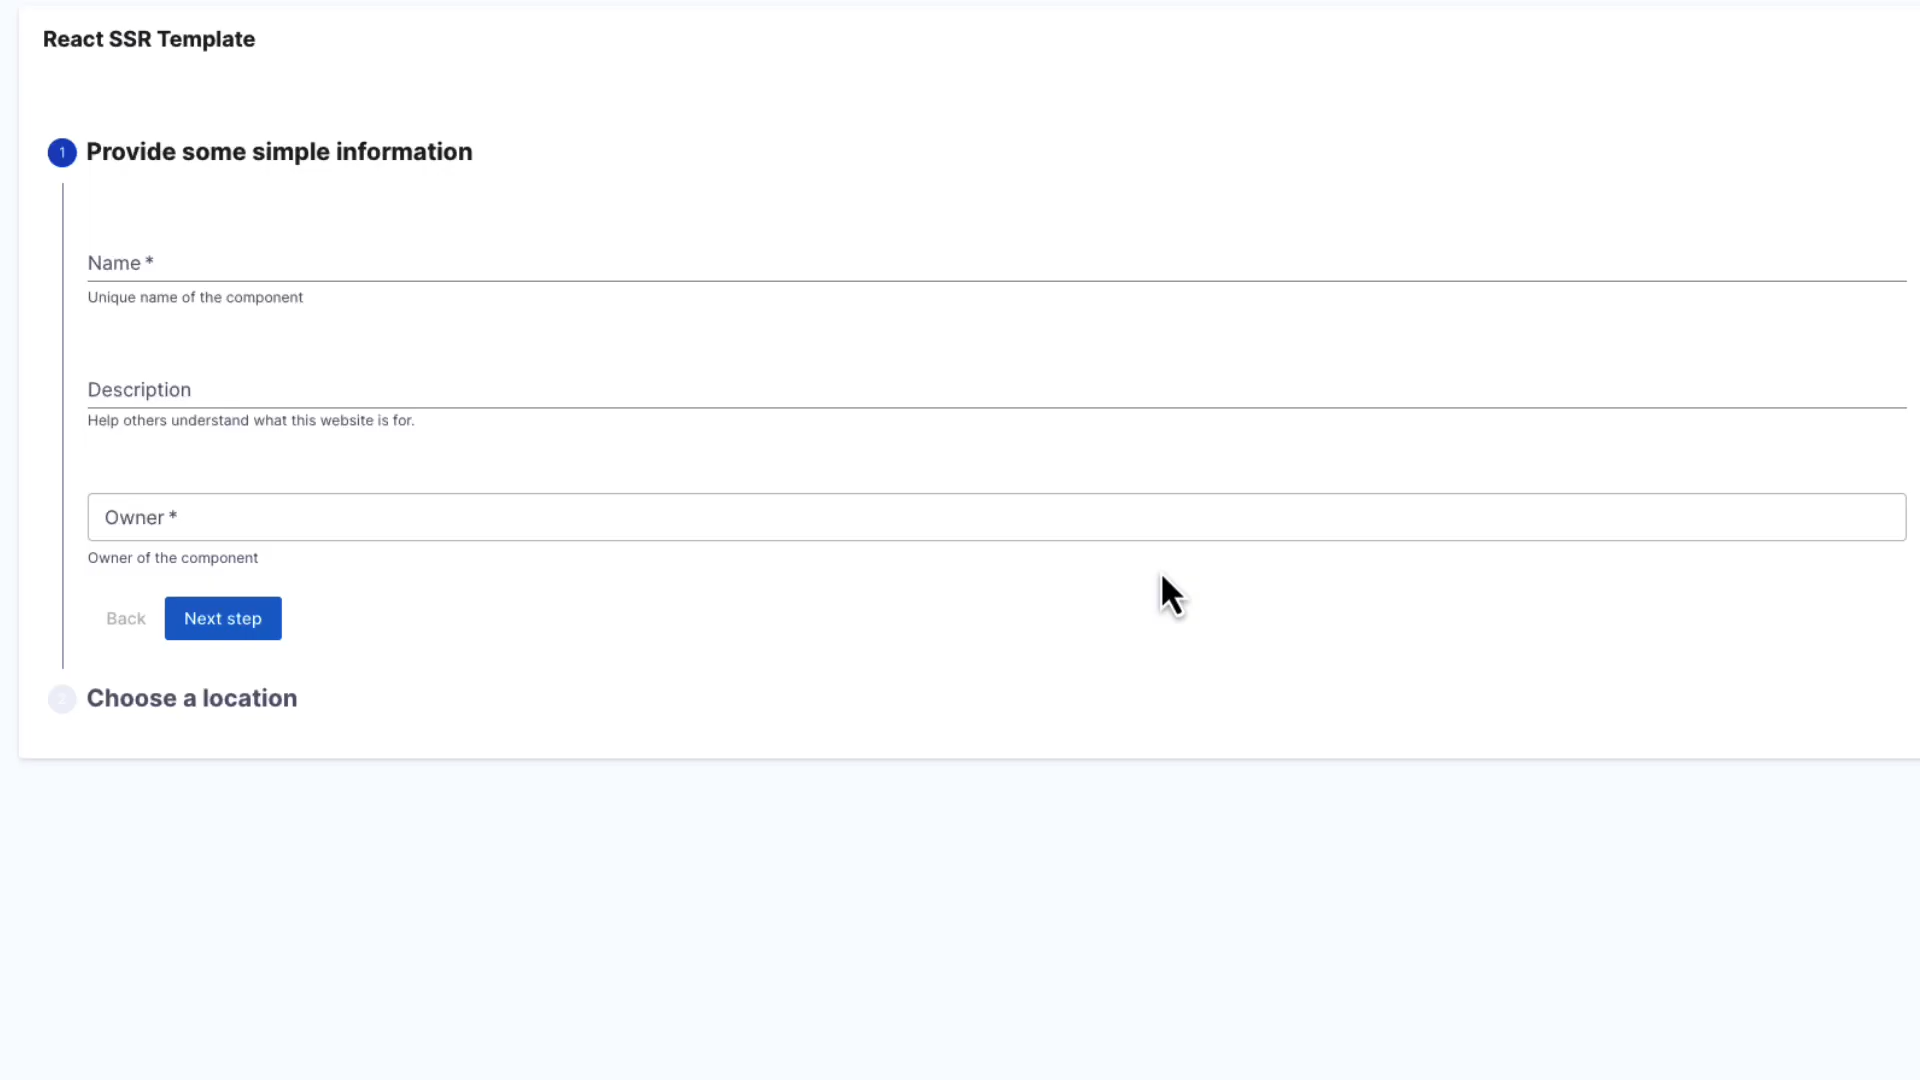 React SSR Template
1 Provide some simple information
Name *
Unique name of the component
Description
Help others understand what this website is for.
Owner *
Owner of the component
Back Next step
2 Choose a location